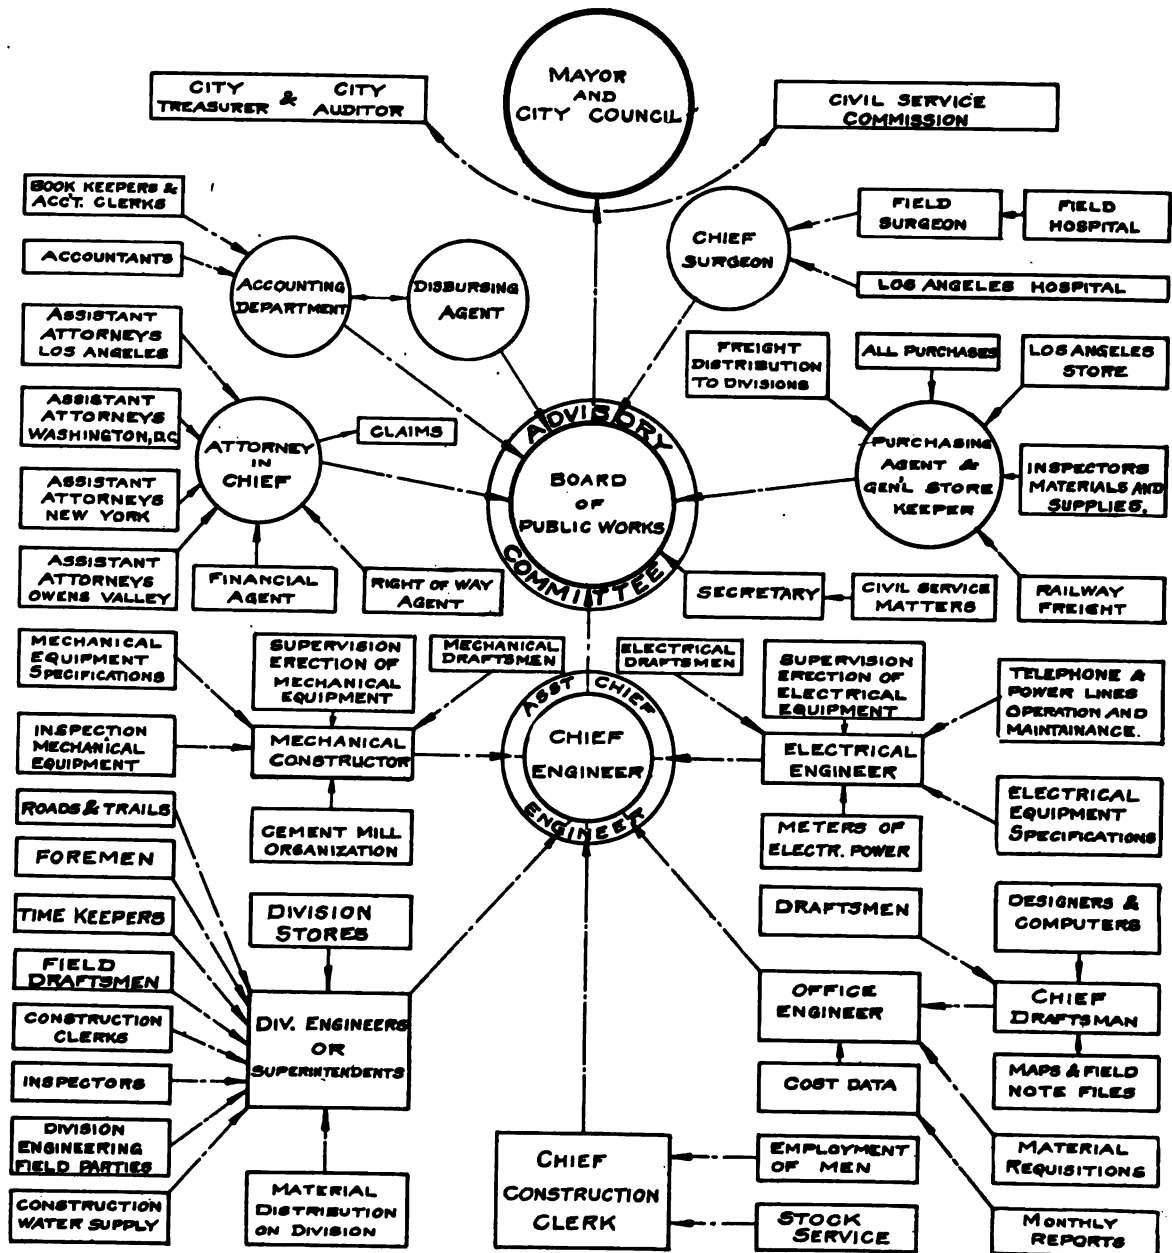 MAYOR
AND
CITY COUNCIL
CITY & CITY
TREASURER AUDITOR
CIVIL SERVICE
COMMISSION
BOOK KEEPERS &
ACC'T. CLERKS
ACCOUNTANTS
ACCOUNTING
DEPARTMENT
DISBURSING
AGENT
CHIEF
SURGEON
FIELD
SURGEON
FIELD
HOSPITAL
LOS ANGELES HOSPITAL
ASSISTANT
ATTORNEYS
LOS ANGELES
ASSISTANT
ATTORNEYS
WASHINGTON, D.C
ASSISTANT
ATTORNEYS
NEW YORK
ASSISTANT
ATTORNEYS
OWENS VALLEY
ATTORNEY
IN
CHIEF
CLAIMS
FINANCIAL
AGENT
RIGHT OF WAY
AGENT
ADVISORY
COMMITTEE
BOARD
OF
PUBLIC WORKS
FREIGHT
DISTRIBUTION
TO DIVISIONS
ALL PURCHASES
LOS ANGELES
STORE
PURCHASING
AGENT &
GEN'L STORE
KEEPER
INSPECTORS
MATERIALS AND
SUPPLIES.
RAILWAY
FREIGHT
SECRETARY
CIVIL SERVICE
MATTERS
MECHANICAL
EQUIPMENT
SPECIFICATIONS
SUPERVISION
ERECTION OF
MECHANICAL
EQUIPMENT
MECHANICAL
DRAFTSMEN
INSPECTION
MECHANICAL
EQUIPMENT
MECHANICAL
CONSTRUCTOR
CEMENT MILL
ORGANIZATION
ASST CHIEF
ENGINEER
CHIEF
ENGINEER
ELECTRICAL
DRAFTSMEN
SUPERVISION
ERECTION OF
ELECTRICAL
EQUIPMENT
TELEPHONE &
POWER LINES
OPERATION AND
MAINTAINANCE.
ELECTRICAL
ENGINEER
METERS OF
ELECTR. POWER
ELECTRICAL
EQUIPMENT
SPECIFICATIONS
ROADS & TRAILS
FOREMEN
TIME KEEPERS
FIELD
DRAFTSMEN
CONSTRUCTION
CLERKS
INSPECTORS
DIVISION
ENGINEERING
FIELD PARTIES
CONSTRUCTION
WATER SUPPLY
DIVISION
STORES
DIV. ENGINEERS
OR
SUPERINTENDENTS
MATERIAL
DISTRIBUTION
ON DIVISION
CHIEF
CONSTRUCTION
CLERK
EMPLOYMENT
OF MEN
STOCK
SERVICE
DRAFTSMEN
DESIGNERS &
COMPUTERS
OFFICE
ENGINEER
CHIEF
DRAFTSMAN
COST DATA
MAPS & FIELD
NOTE FILES
MATERIAL
REQUISITIONS
MONTHLY
REPORTS